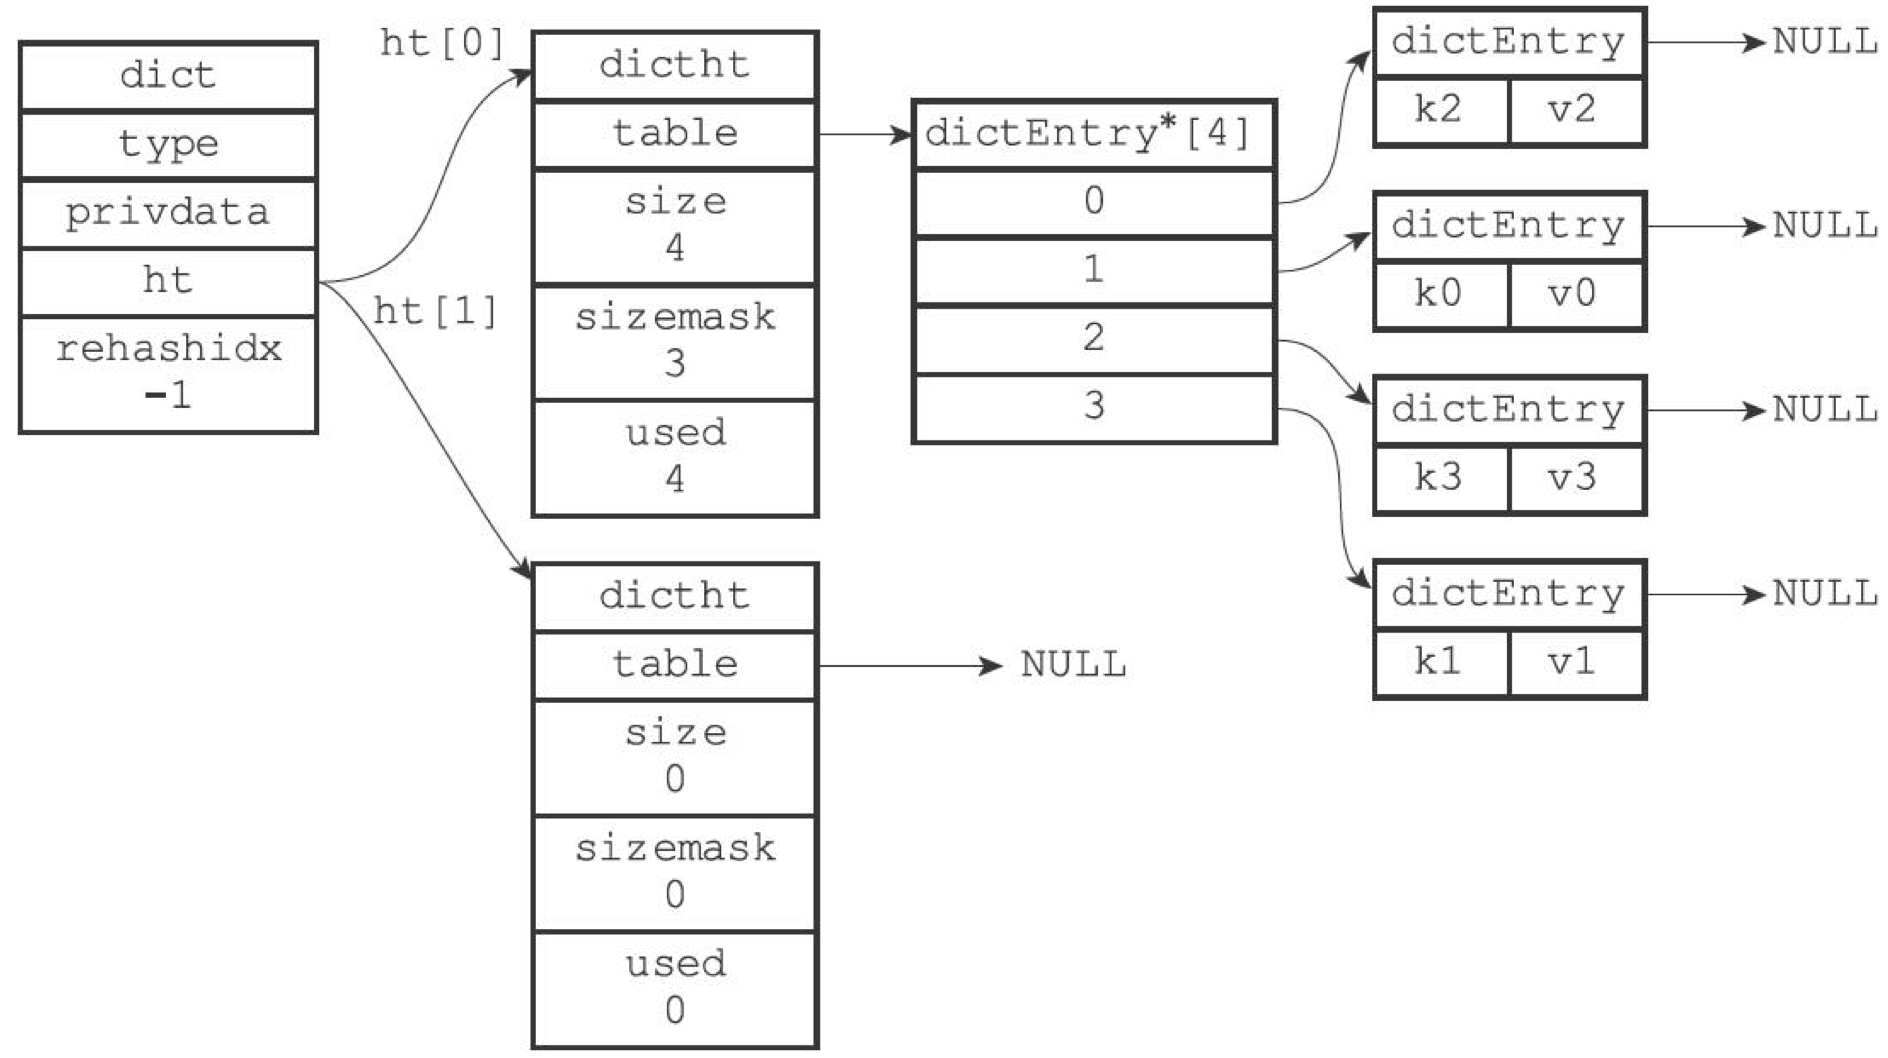 dict
type
privdata
ht
rehashidx
-1
ht[0]
ht[1]
dictht
table
size
4
sizemask
3
used
4
dictht
table
size
0
sizemask
0
used
0
NULL
dictEntry*[4]
0
1
2
3
dictEntry
k2 v2
NULL
dictEntry
k0 v0
NULL
dictEntry
k3 v3
NULL
dictEntry
k1 v1
NULL